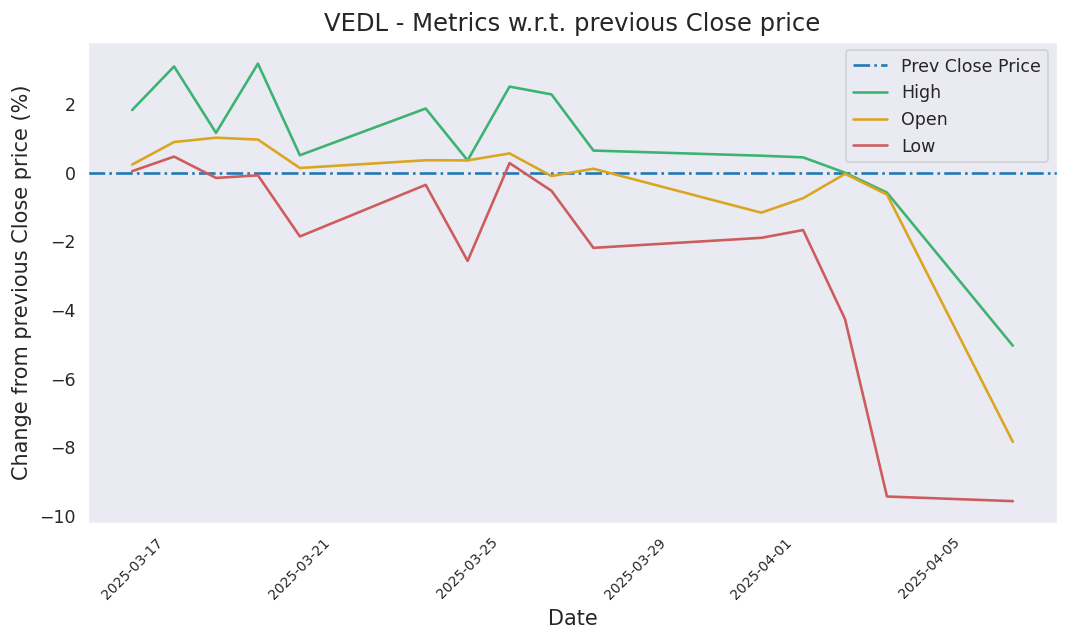 VEDL - Metrics w.r.t. previous Close price
Prev Close Price
High
Open
Low
Change from previous Close price (%)
2
0
−2
−4
−6
−8
−10
2025-03-17
2025-03-21
2025-03-25
2025-03-29
2025-04-01
2025-04-05
Date